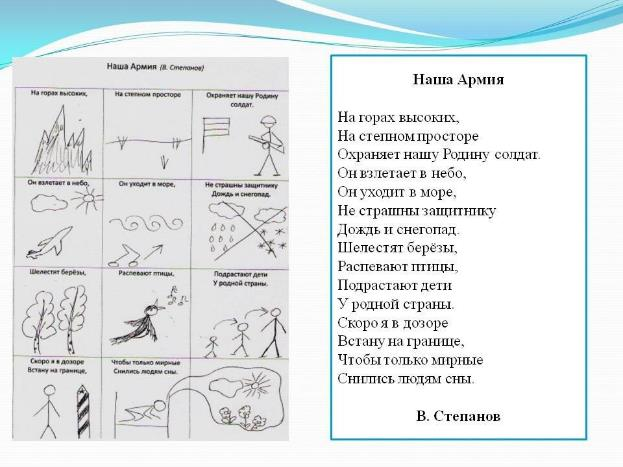 Наша Армия (В. Степанов)
На горах высоких,
На степном просторе
Охраняет нашу Родину
солдат.
Он взлетает в небо,
Он уходит в море,
Не страшны защитнику
Дождь и снегопад.
Шелестят берёзы,
Распевают птицы,
Подрастают дети
У родной страны.
Скоро я в дозоре
Встану на границе,
Чтобы только мирные
Снились людям сны.
Наша Армия
На горах высоких,
На степном просторе
Охраняет нашу Родину солдат.
Он взлетает в небо,
Он уходит в море,
Не страшны защитнику
Дождь и снегопад.
Шелестят берёзы,
Распевают птицы,
Подрастают дети
У родной страны.
Скоро я в дозоре
Встану на границе,
Чтобы только мирные
Снились людям сны.
В. Степанов